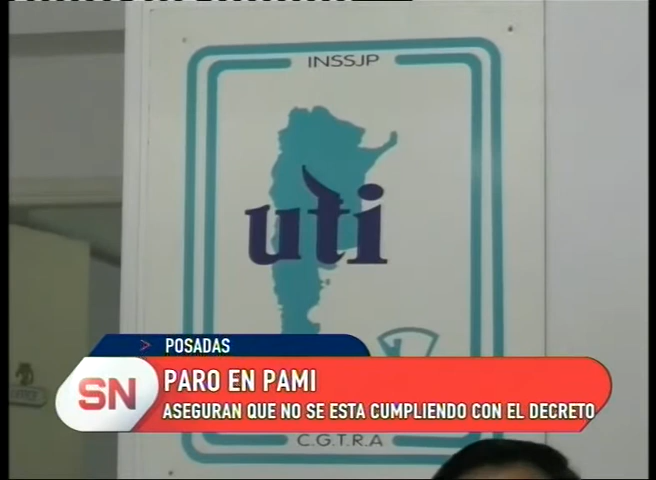 INSSJP
uti
> POSADAS
SN
PARO EN PAMI
ASEGURAN QUE NO SE ESTA CUMPLIENDO CON EL DECRETO
C.G.T.R.A